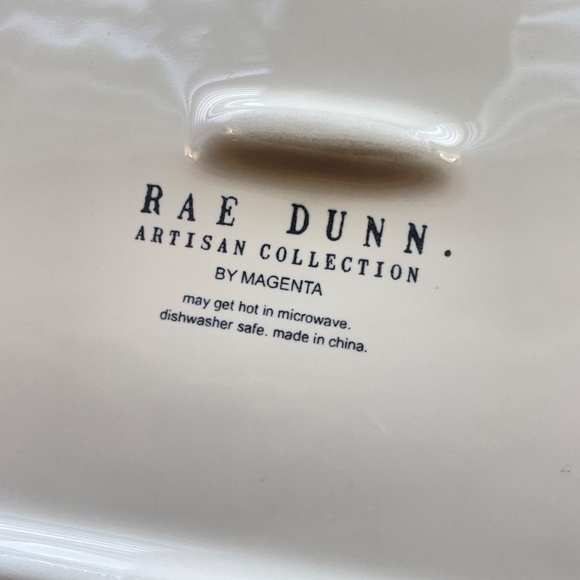 RAE DUNN.
ARTISAN COLLECTION
BY MAGENTA
may get hot in microwave.
dishwasher safe. made in china.